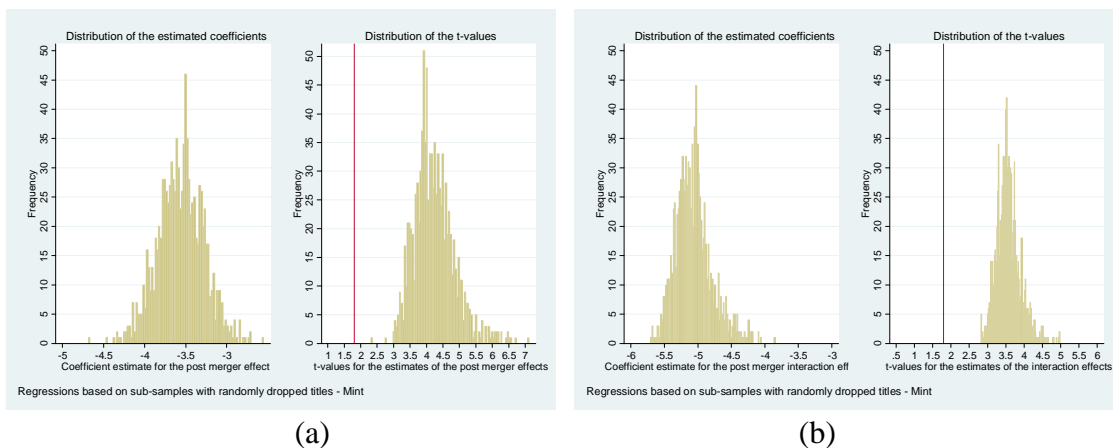 Distribution of the estimated coefficients
Frequency
0 5 10 15 20 25 30 35 40 45 50
-5 -4.5 -4 -3.5 -3
Coefficient estimate for the post merger effect
Distribution of the t-values
Frequency
0 5 10 15 20 25 30 35 40 45 50
1 1.5 2 2.5 3 3.5 4 4.5 5 5.5 6 6.5 7
t-values for the estimates of the post merger effects
Regressions based on sub-samples with randomly dropped titles - Mint
(a)
Distribution of the estimated coefficients
Frequency
0 5 10 15 20 25 30 35 40 45 50
-6 -5.5 -5 -4.5 -4 -3.5 -3
Coefficient estimate for the post merger interaction eff
Distribution of the t-values
Frequency
0 5 10 15 20 25 30 35 40 45 50
.5 1 1.5 2 2.5 3 3.5 4 4.5 5 5.5 6
t-values for the estimates of the interaction effects
Regressions based on sub-samples with randomly dropped titles - Mint
(b)